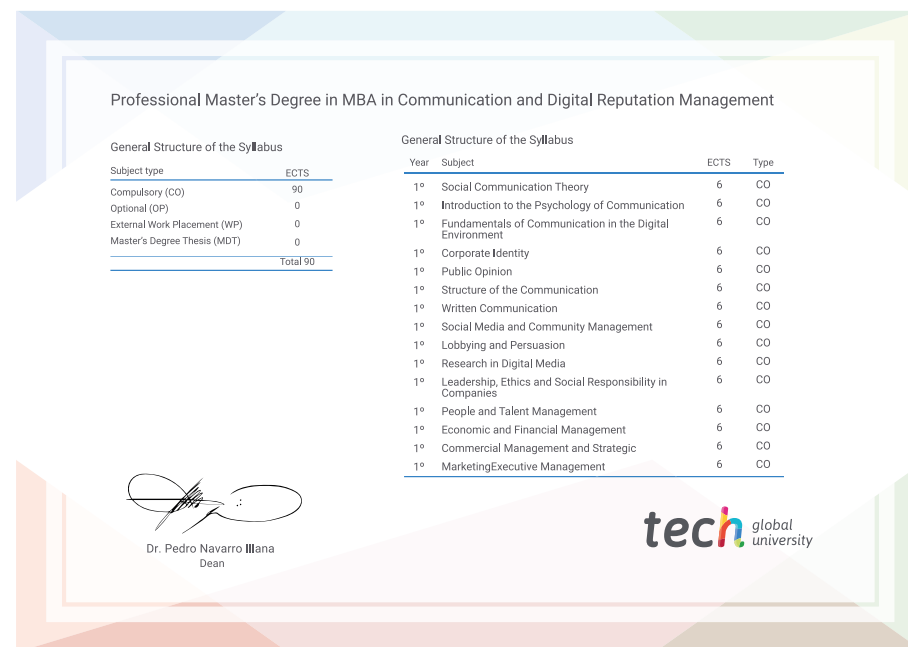 Professional Master's Degree in MBA in Communication and Digital Reputation Management
General Structure of the Syllabus
Subject type ECTS
Compulsory (CO) 90
Optional (OP) 0
External Work Placement (WP) 0
Master's Degree Thesis (MDT) 0
Total 90
General Structure of the Syllabus
Year Subject ECTS Type
1º Social Communication Theory 6 CO
1º Introduction to the Psychology of Communication 6 CO
1º Fundamentals of Communication in the Digital 6 CO
Environment
1º Corporate Identity 6 CO
1º Public Opinion 6 CO
1º Structure of the Communication 6 CO
1º Written Communication 6 CO
1º Social Media and Community Management 6 CO
1º Lobbying and Persuasion 6 CO
1º Research in Digital Media 6 CO
1º Leadership, Ethics and Social Responsibility in 6 CO
Companies
1º People and Talent Management 6 CO
1º Economic and Financial Management 6 CO
1º Commercial Management and Strategic 6 CO
1º MarketingExecutive Management 6 CO
Dr. Pedro Navarro Illana
Dean
tech global
university